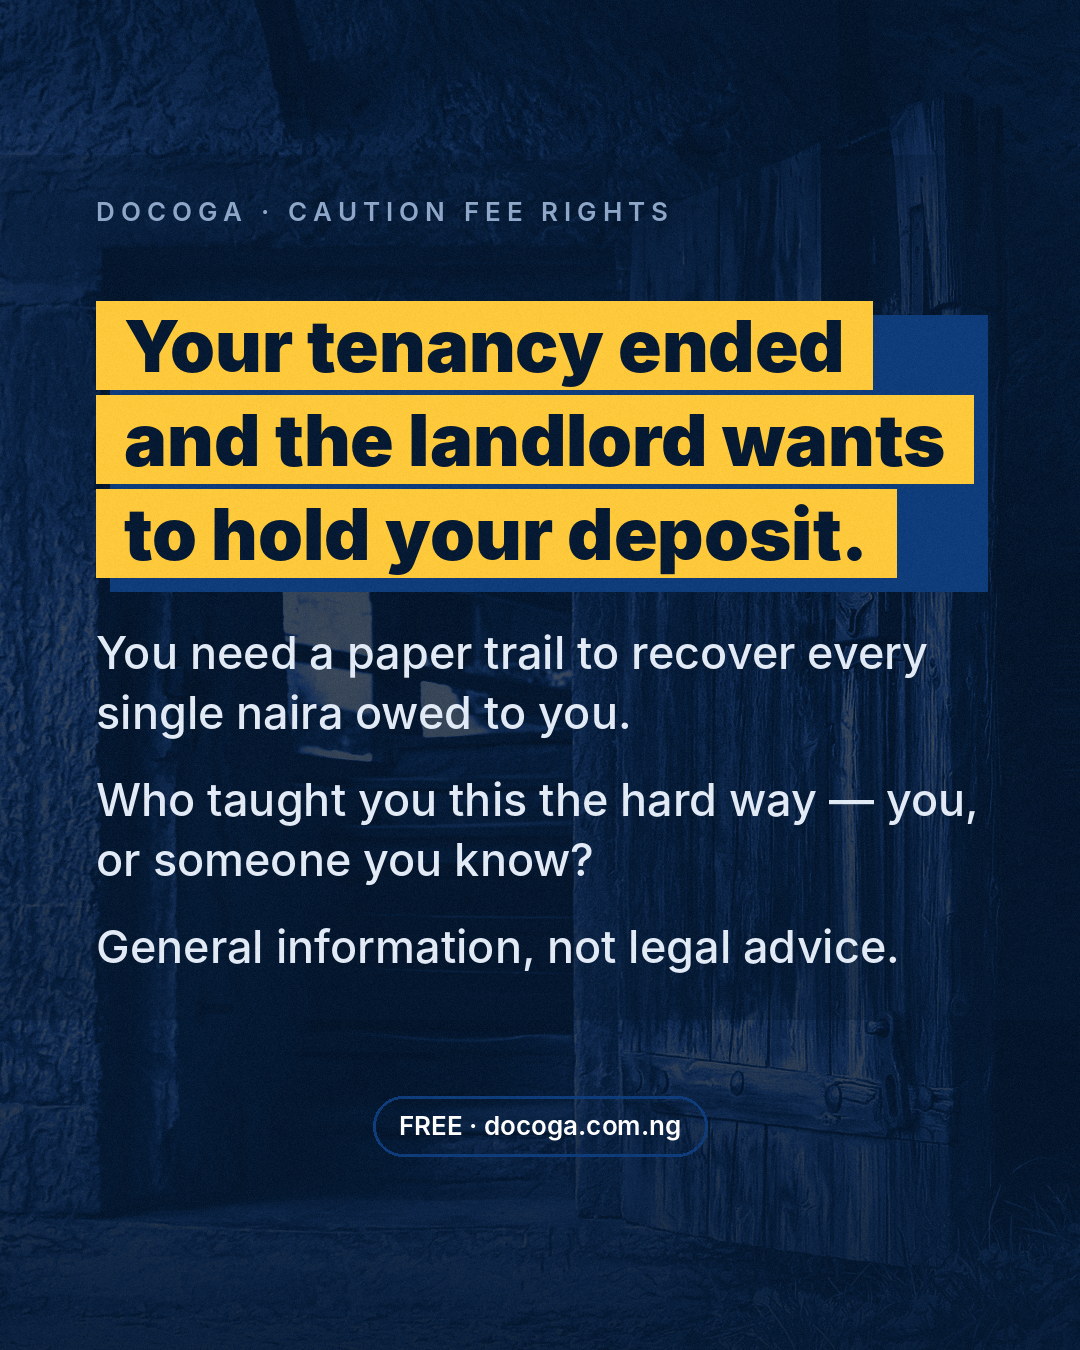 DOCOGA · CAUTION FEE RIGHTS
Your tenancy ended
and the landlord wants
to hold your deposit.
You need a paper trail to recover every
single naira owed to you.
Who taught you this the hard way — you,
or someone you know?
General information, not legal advice.
FREE · docoga.com.ng